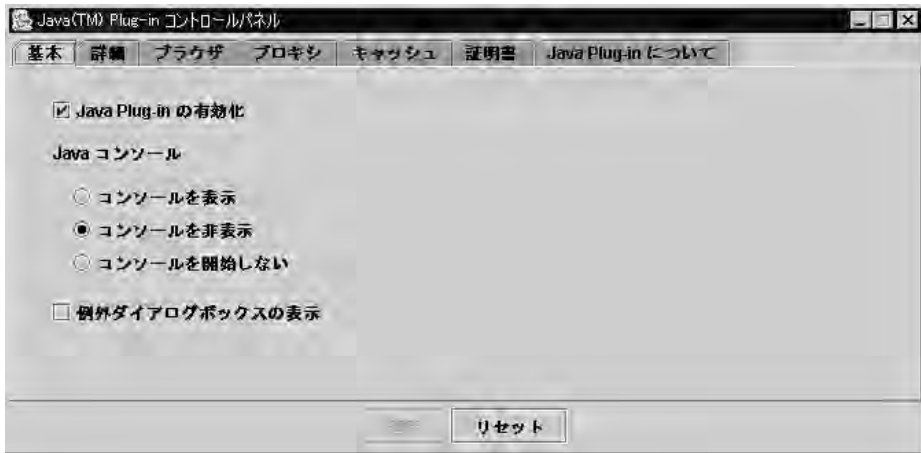 Java(TM) Plug-in コントロールパネル
基本 詳細 ブラウザ プロキシ キャッシュ 証明書 Java Plug-in について
Java Plug-in の有効化
Java コンソール
コンソールを表示
コンソールを非表示
コンソールを開始しない
例外ダイアログボックスの表示
リセット